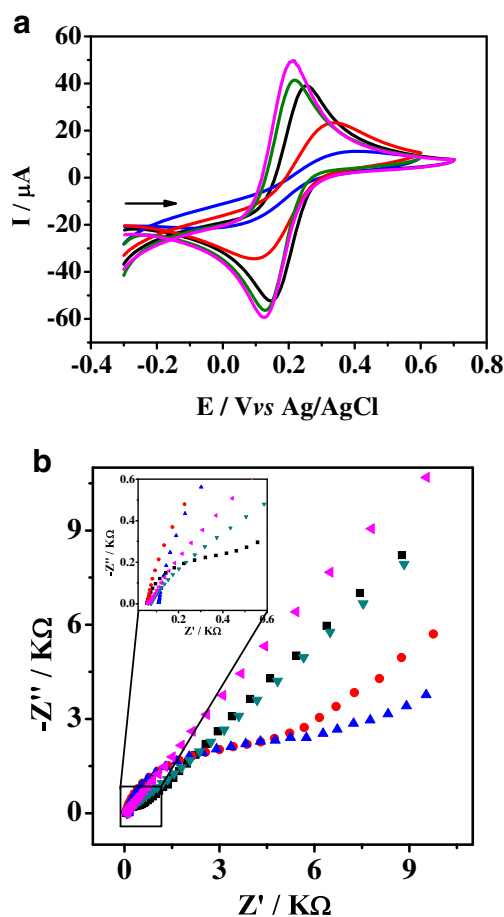 a
60
40
20
0
-20
-40
-60
I / μA
-0.4 -0.2 0.0 0.2 0.4 0.6 0.8
E / Vvs Ag/AgCl
b
9
6
3
0
-Z'' / KΩ
0.6
0.4
0.2
0.0
-Z'' / KΩ
0.2 0.4 0.6
Z' / KΩ
0 3 6 9
Z' / KΩ